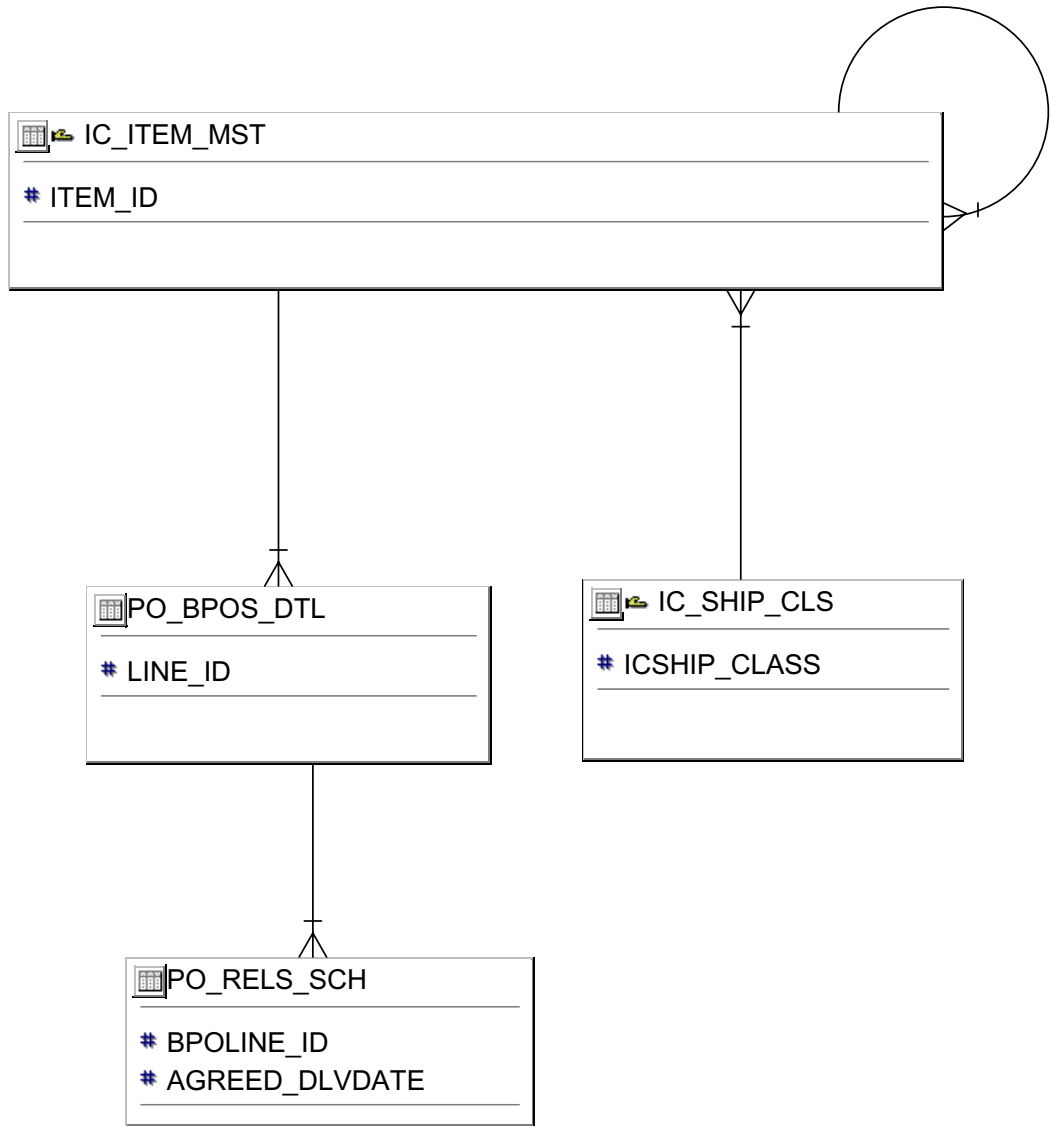 IC_ITEM_MST
# ITEM_ID
PO_BPOS_DTL
# LINE_ID
IC_SHIP_CLS
# ICSHIP_CLASS
PO_RELS_SCH
# BPOLINE_ID
# AGREED_DLVDATE